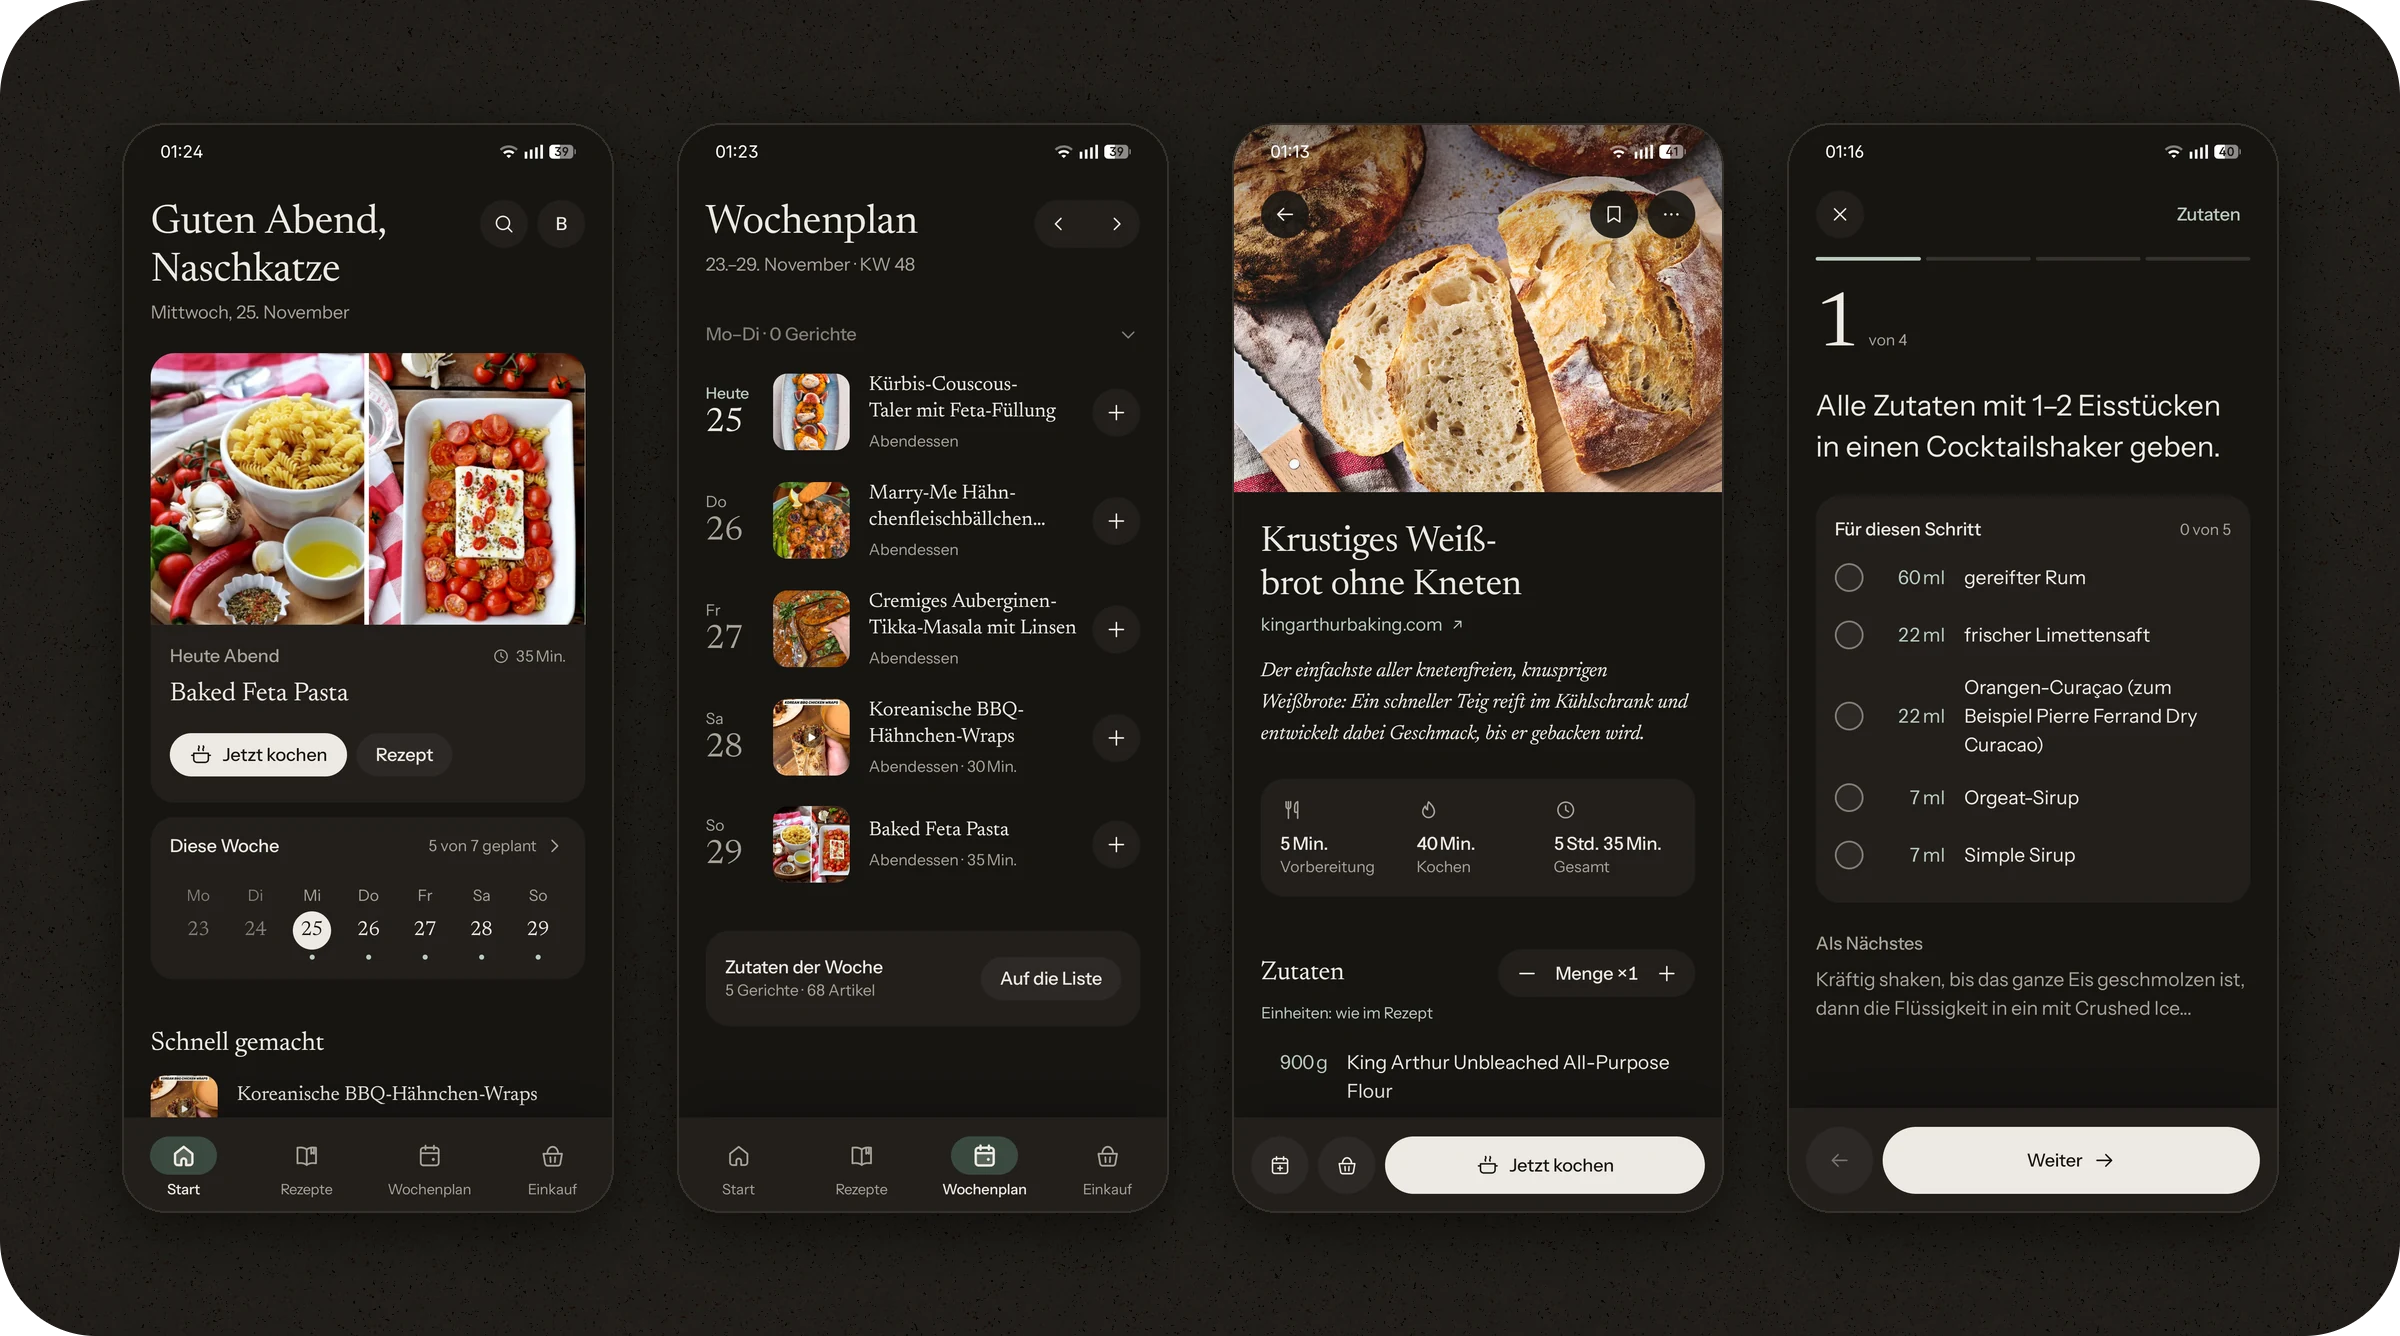 01:24
39
Guten Abend,
Naschkatze
B
Mittwoch, 25. November
Heute Abend
35 Min.
Baked Feta Pasta
Jetzt kochen
Rezept
Diese Woche
5 von 7 geplant
Mo Di Mi Do Fr Sa So
23 24 25 26 27 28 29
Schnell gemacht
KOREAN BBQ CHICKEN WRAPS
Koreanische BBQ-Hähnchen-Wraps
Start Rezepte Wochenplan Einkauf
01:23
39
Wochenplan
23.–29. November · KW 48
Mo–Di · 0 Gerichte
Heute
25
Kürbis-Couscous-
Taler mit Feta-Füllung
Abendessen
Do
26
Marry-Me Hähn-
chenfleischbällchen...
Abendessen
Fr
27
Cremiges Auberginen-
Tikka-Masala mit Linsen
Abendessen
Sa
28
KOREAN BBQ CHICKEN WRAPS
Koreanische BBQ-
Hähnchen-Wraps
Abendessen · 30 Min.
So
29
Baked Feta Pasta
Abendessen · 35 Min.
Zutaten der Woche
5 Gerichte · 68 Artikel
Auf die Liste
Start Rezepte Wochenplan Einkauf
01:13
41
Krustiges Weiß-
brot ohne Kneten
kingarthurbaking.com ↗
Der einfachste aller knetenfreien, knusprigen
Weißbrote: Ein schneller Teig reift im Kühlschrank und
entwickelt dabei Geschmack, bis er gebacken wird.
5 Min. 40 Min. 5 Std. 35 Min.
Vorbereitung Kochen Gesamt
Zutaten
− Menge ×1 +
Einheiten: wie im Rezept
900 g King Arthur Unbleached All-Purpose
Flour
Jetzt kochen
01:16
40
Zutaten
1 von 4
Alle Zutaten mit 1–2 Eisstücken
in einen Cocktailshaker geben.
Für diesen Schritt
0 von 5
60 ml gereifter Rum
22 ml frischer Limettensaft
22 ml Orangen-Curaçao (zum
Beispiel Pierre Ferrand Dry
Curacao)
7 ml Orgeat-Sirup
7 ml Simple Sirup
Als Nächstes
Kräftig shaken, bis das ganze Eis geschmolzen ist,
dann die Flüssigkeit in ein mit Crushed Ice...
Weiter →